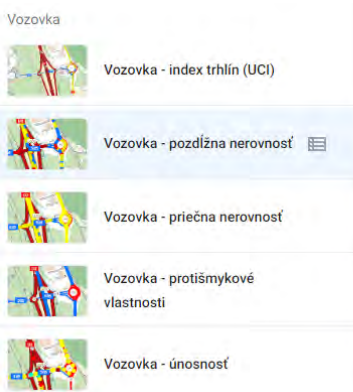 Vozovka
Vozovka - index trhlín (UCI)
Vozovka - pozdĺžna nerovnosť
Vozovka - priečna nerovnosť
Vozovka - protišmykové
vlastnosti
Vozovka - únosnosť